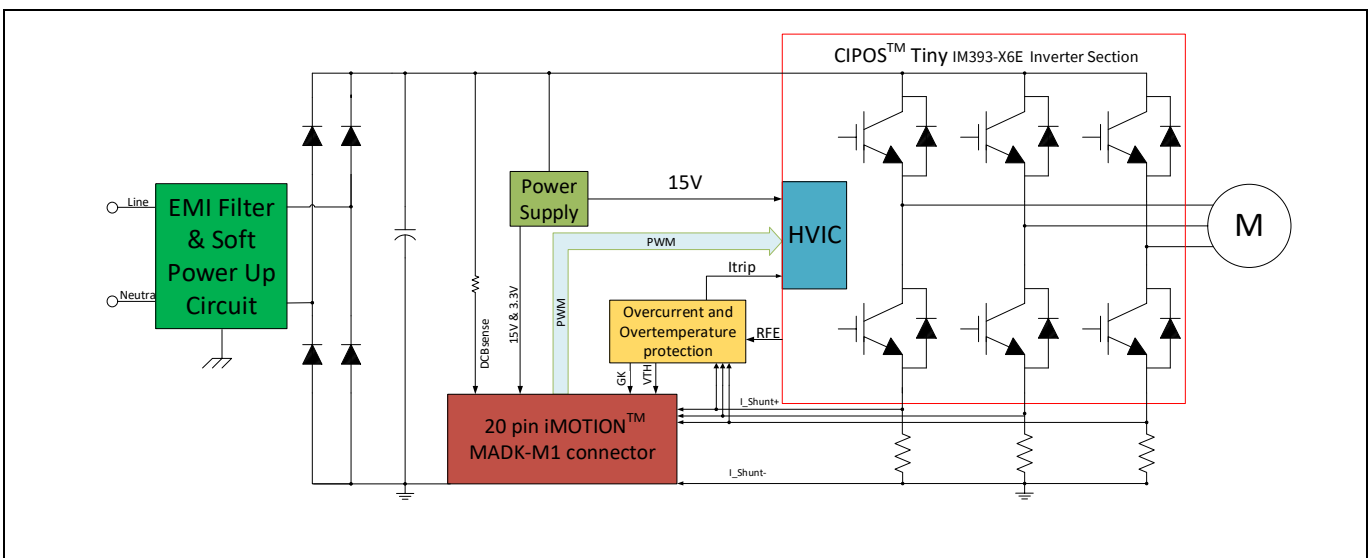 CIPOS™ Tiny IM393-X6E Inverter Section
Line
Neutra
EMI Filter
& Soft
Power Up
Circuit
Power
Supply
15V
HVIC
PWM
Itrip
M
DCBsense
15V & 3.3V
PWM
Overcurrent and
Overtemperature
protection
RFE
GK
VTH
I_Shunt+
20 pin iMOTION™
MADK-M1 connector
I_Shunt-